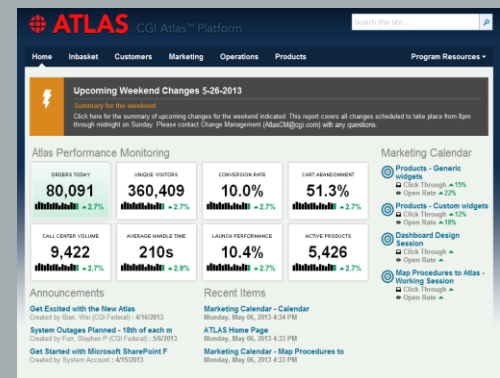 ATLAS CGI Atlas™ Platform
Search this site...
Home Inbasket Customers Marketing Operations Products Program Resources
Upcoming Weekend Changes 5-26-2013
Summary for the weekend
Click here for the summary of upcoming changes for the weekend indicated. This report covers all changes scheduled to take place from 8pm
through midnight on Sunday. Please contact Change Management (AtlasCM@cgi.com) with any questions.
Atlas Performance Monitoring
ORDERS TODAY
80,091
2.7%
UNIQUE VISITORS
360,409
2.7%
CONVERSION RATE
10.0%
2.7%
CART ABANDONMENT
51.3%
2.7%
CALL CENTER VOLUME
9,422
2.7%
AVERAGE HANDLE TIME
210s
2.9%
LAUNCH PERFORMANCE
10.4%
2.7%
ACTIVE PRODUCTS
5,426
2.7%
Marketing Calendar
Products - Generic
widgets
Click Through 15%
Open Rate 22%
Products - Custom widgets
Click Through 12%
Open Rate 18%
Dashboard Design
Session
Click Through
Open Rate
Map Procedures to Atlas -
Working Session
Click Through
Open Rate
Announcements
Get Excited with the New Atlas
Created by Bian, Wei (CGI Federal) : 4/16/2013
System Outages Planned - 18th of each m
Created by Furr, Stephen P (CGI Federal) : 5/6/2013
Get Started with Microsoft SharePoint F
Created by System Account : 4/15/2013
Recent Items
Marketing Calendar - Calendar
Monday, May 06, 2013 4:34 PM
ATLAS Home Page
Monday, May 06, 2013 4:33 PM
Marketing Calendar - Map Procedures to
Monday, May 06, 2013 4:33 PM